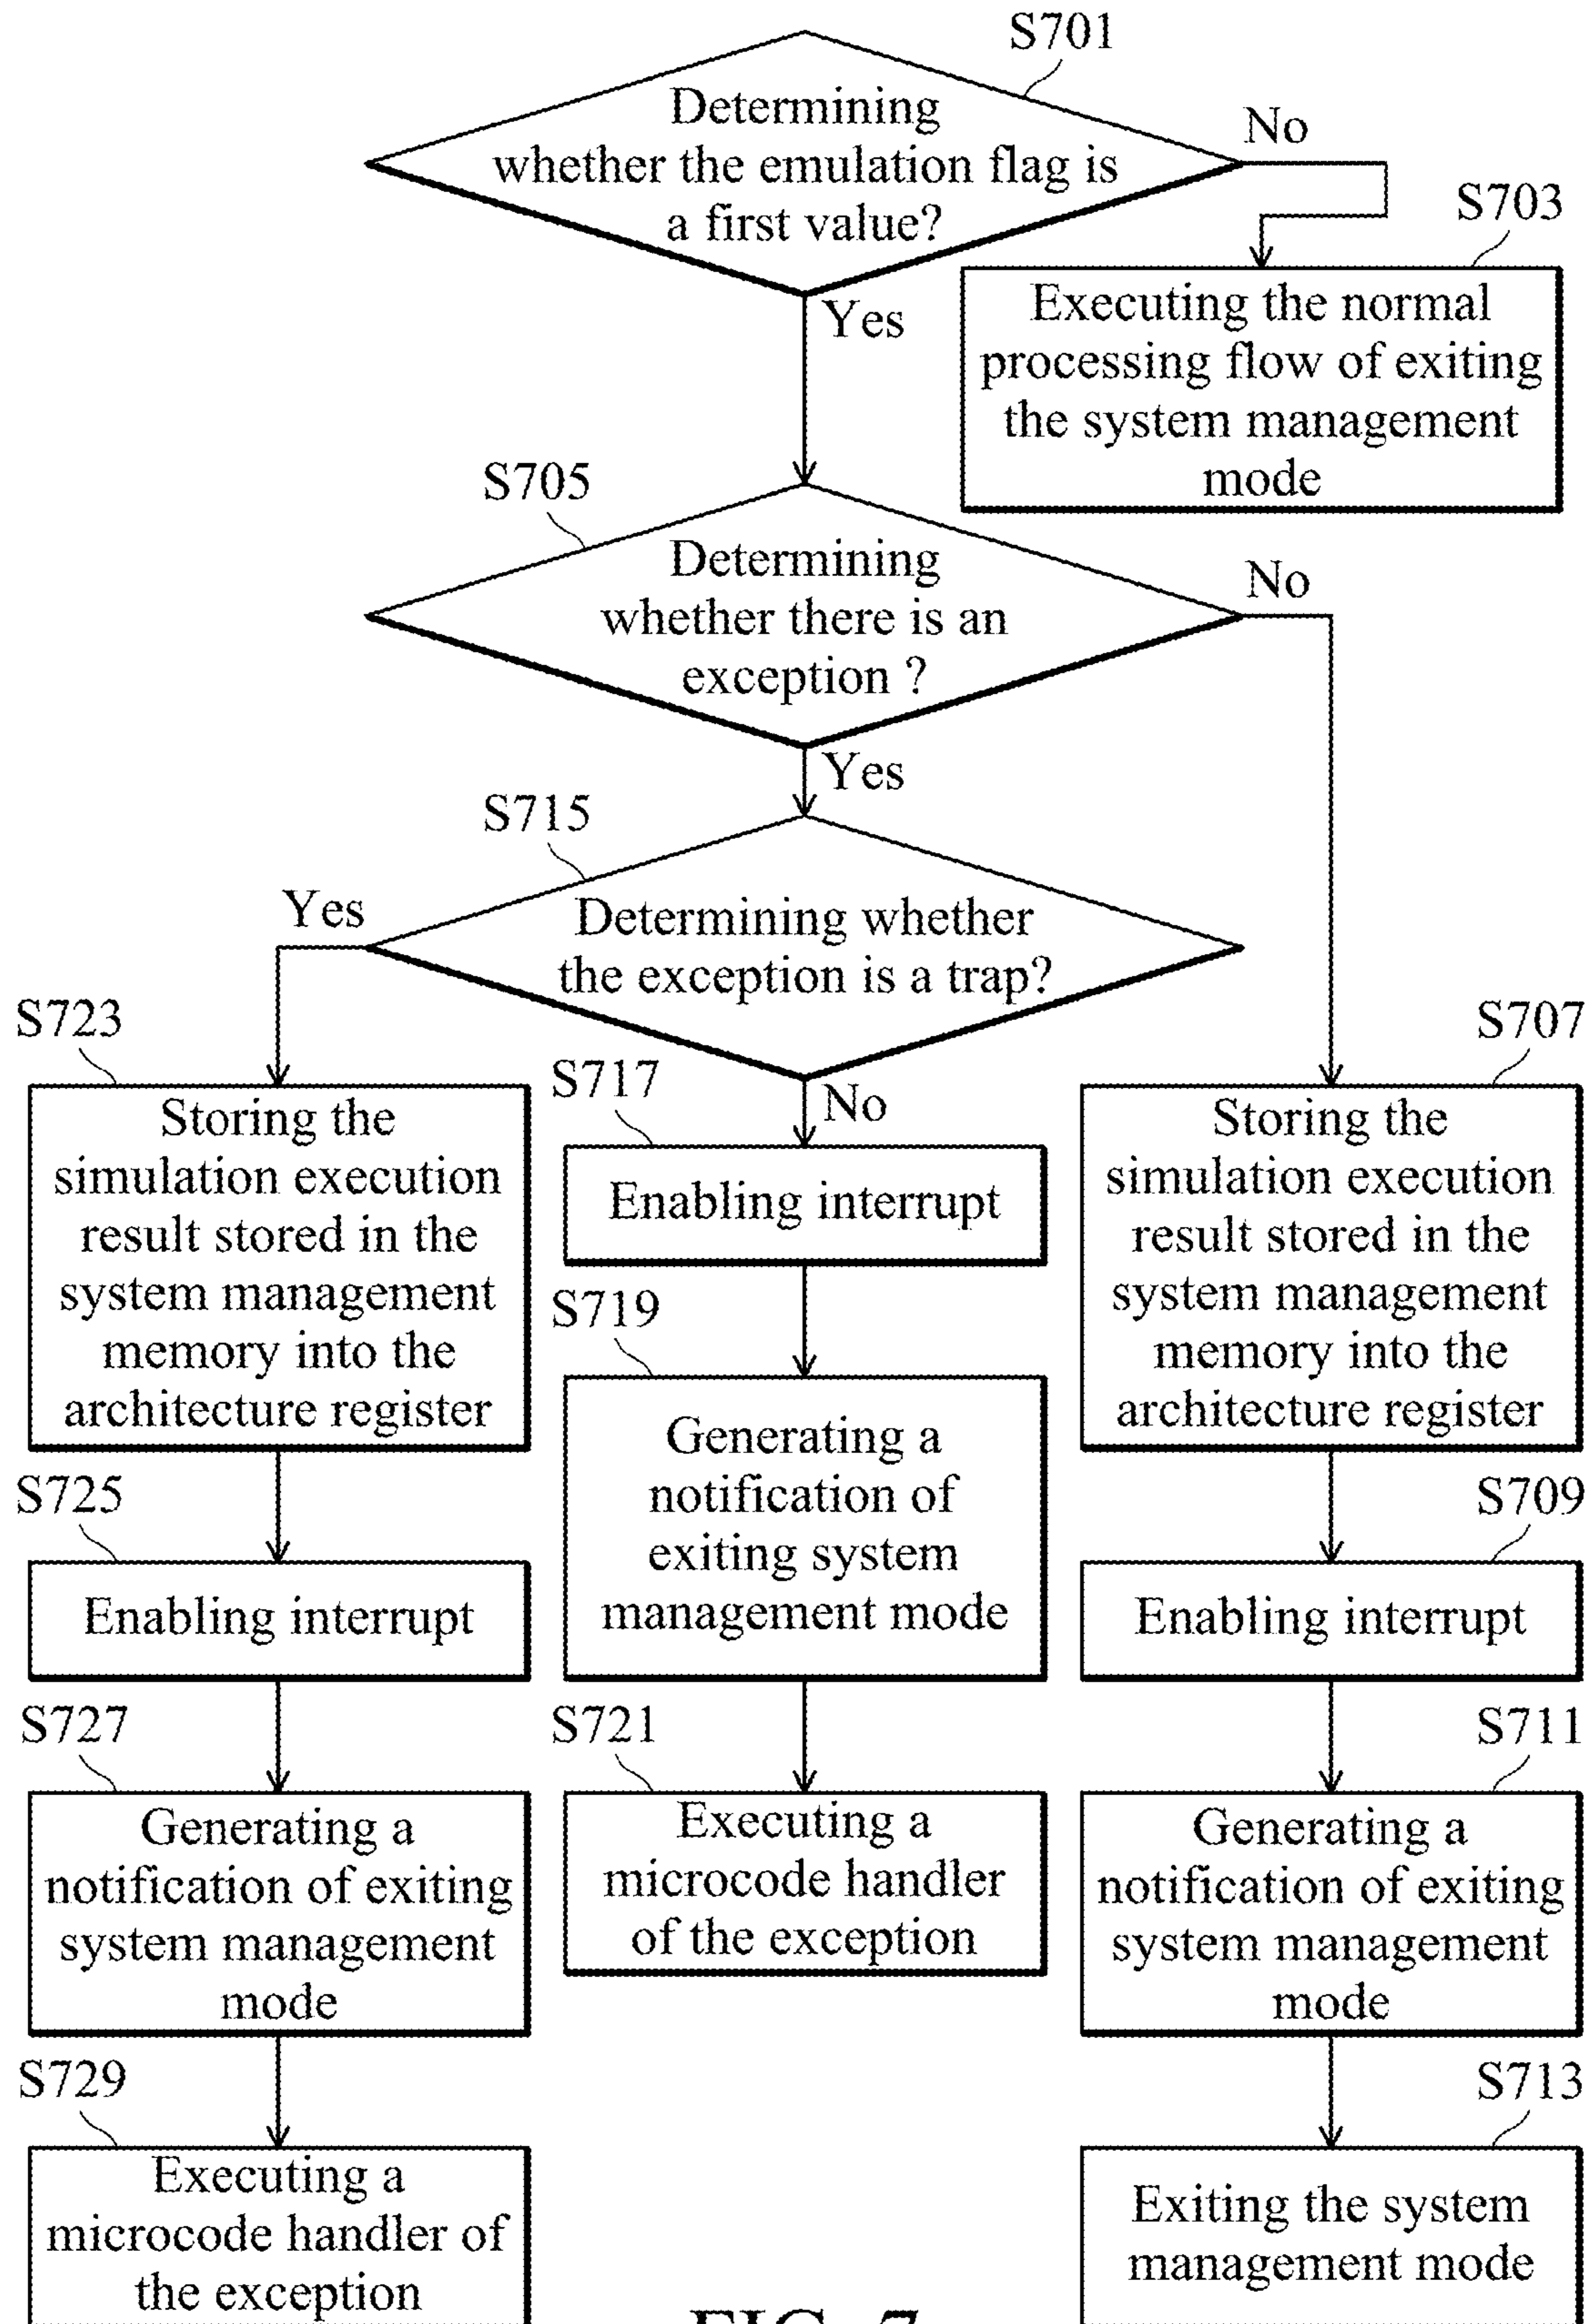 S701
Determining
whether the emulation flag is
a first value?
No
Yes
S703
Executing the normal
processing flow of exiting
the system management
mode
S705
Determining
whether there is an
exception ?
No
Yes
S715
Determining whether
the exception is a trap?
Yes
No
S723
Storing the
simulation execution
result stored in the
system management
memory into the
architecture register
S725
Enabling interrupt
S727
Generating a
notification of exiting
system management
mode
S729
Executing a
microcode handler of
the exception
S717
Enabling interrupt
S719
Generating a
notification of
exiting system
management mode
S721
Executing a
microcode handler
of the exception
S707
Storing the
simulation execution
result stored in the
system management
memory into the
architecture register
S709
Enabling interrupt
S711
Generating a
notification of exiting
system management
mode
S713
Exiting the system
management mode
FIG. 7